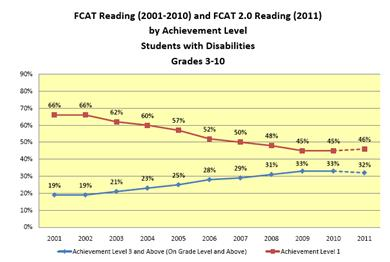 FCAT Reading (2001-2010) and FCAT 2.0 Reading (2011)
by Achievement Level
Students with Disabilities
Grades 3-10
90%
80%
70%
60%
50%
40%
30%
20%
10%
0%
66% 66% 62% 60% 57% 52% 50% 48% 45% 45% 46%
19% 19% 21% 23% 25% 28% 29% 31% 33% 33% 32%
2001 2002 2003 2004 2005 2006 2007 2008 2009 2010 2011
Achievement Level 3 and Above (On Grade Level and Above) Achievement Level 1